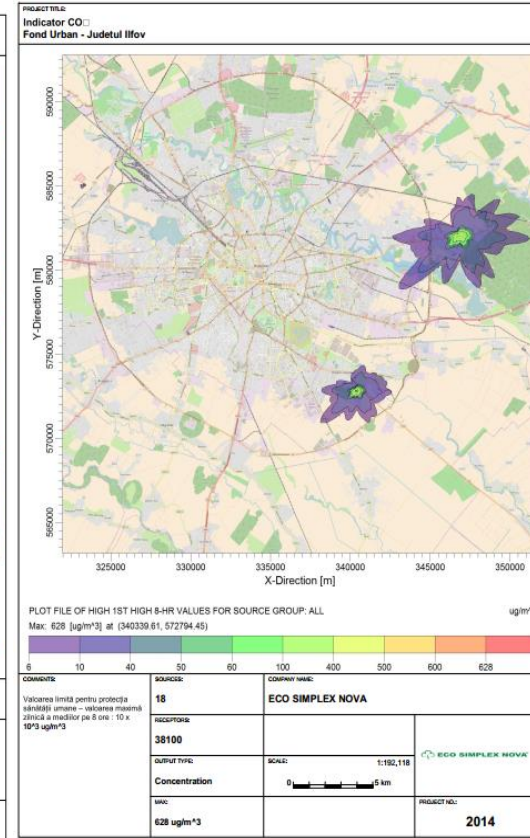 PROJECT TITLE:
Indicator CO□
Fond Urban - Judetul Ilfov
Y-Direction [m]
590000
585000
580000
575000
570000
565000
325000 330000 335000 340000 345000 350000
X-Direction [m]
PLOT FILE OF HIGH 1ST HIGH 8-HR VALUES FOR SOURCE GROUP: ALL
Max: 628 [ug/m^3] at (340339.61, 572794.45)
6 10 40 50 60 100 400 500 600 628
COMMENTS:
Valoarea limită pentru protecția
sănătății umane – valoarea maximă
zilnică a mediilor pe 8 ore : 10 x
10^3 ug/m^3
SOURCES:
18
COMPANY NAME:
ECO SIMPLEX NOVA
RECEPTORS:
38100
OUTPUT TYPE:
Concentration
SCALE:
1:192,118
0 5 km
ECO SIMPLEX NOVA
MAX:
628 ug/m^3
PROJECT NO.:
2014